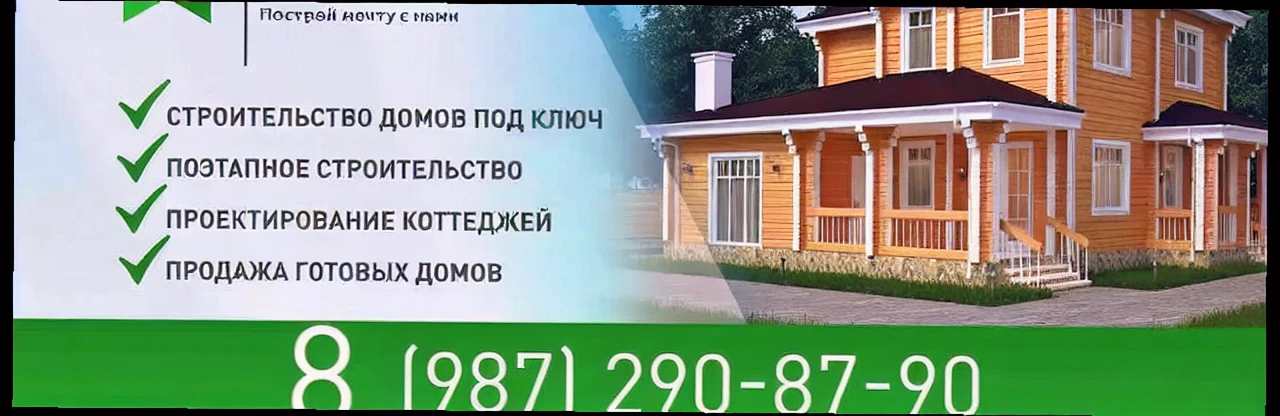 Построй мечту с нами
СТРОИТЕЛЬСТВО ДОМОВ ПОД КЛЮЧ
ПОЭТАПНОЕ СТРОИТЕЛЬСТВО
ПРОЕКТИРОВАНИЕ КОТТЕДЖЕЙ
ПРОДАЖА ГОТОВЫХ ДОМОВ
8 (987) 290-87-90